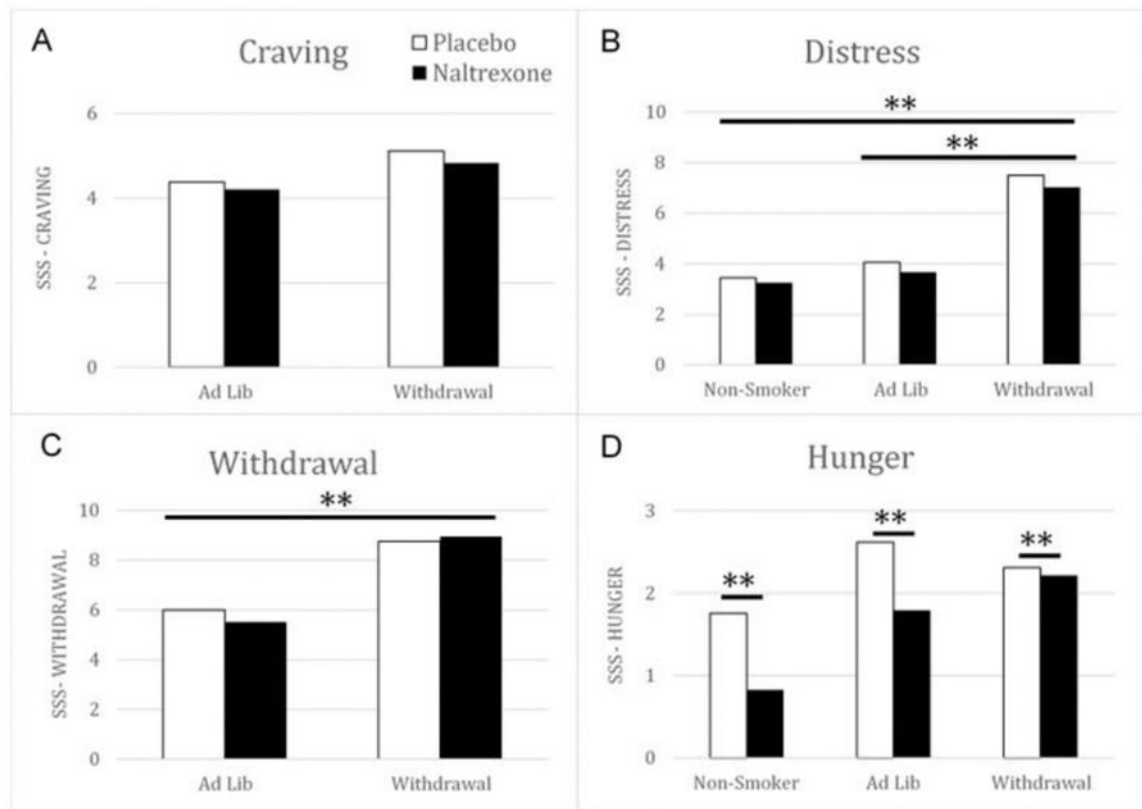 A
Craving
Placebo
Naltrexone
6
4
2
0
SSS - CRAVING
Ad Lib
Withdrawal
B
Distress
10
8
6
4
2
0
SSS - DISTRESS
**
**
Non-Smoker
Ad Lib
Withdrawal
C
Withdrawal
10
8
6
4
2
0
SSS- WITHDRAWAL
**
Ad Lib
Withdrawal
D
Hunger
3
2
1
0
SSS- HUNGER
**
**
**
Non-Smoker
Ad Lib
Withdrawal